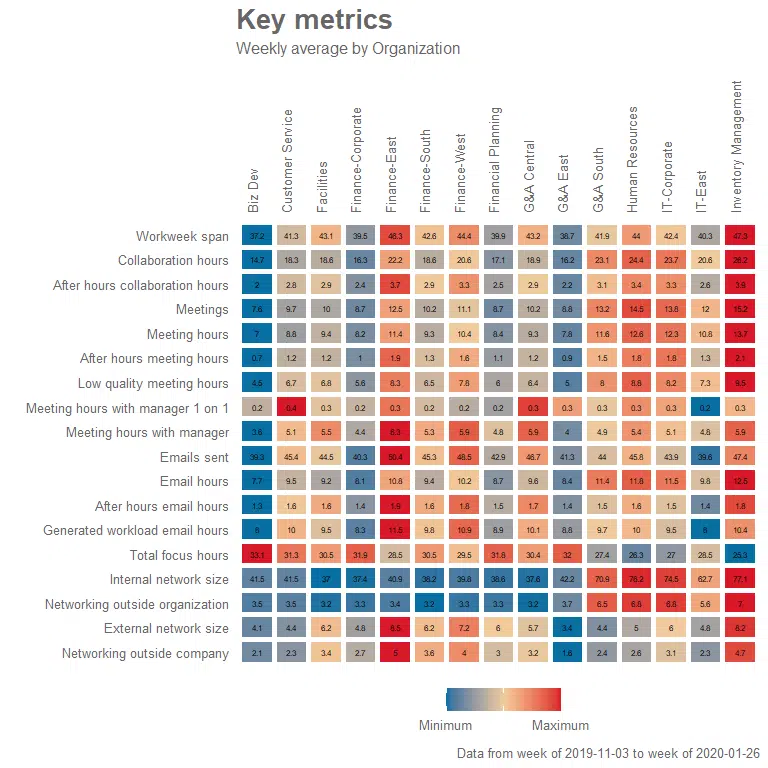 Key metrics
Weekly average by Organization
Biz Dev
Customer Service
Facilities
Finance-Corporate
Finance-East
Finance-South
Finance-West
Financial Planning
G&A Central
G&A East
G&A South
Human Resources
IT-Corporate
IT-East
Inventory Management
Workweek span 37.2 41.3 43.1 39.5 46.3 42.6 44.4 39.9 43.2 38.7 41.9 44 42.4 40.3 47.3
Collaboration hours 14.7 18.3 18.6 16.3 22.2 18.6 20.6 17.1 18.9 16.2 23.1 24.4 23.7 20.6 26.2
After hours collaboration hours 2 2.8 2.9 2.4 3.7 2.9 3.3 2.5 2.9 2.2 3.1 3.4 3.3 2.6 3.9
Meetings 7.6 9.7 10 8.7 12.5 10.2 11.1 8.7 10.2 8.8 13.2 14.5 13.8 12 15.2
Meeting hours 7 8.8 9.4 8.2 11.4 9.3 10.4 8.4 9.3 7.8 11.6 12.6 12.3 10.8 13.7
After hours meeting hours 0.7 1.2 1.2 1 1.9 1.3 1.6 1.1 1.2 0.9 1.5 1.8 1.8 1.3 2.1
Low quality meeting hours 4.5 6.7 6.8 5.6 8.3 6.5 7.8 6 6.4 5 8 8.8 8.2 7.3 9.5
Meeting hours with manager 1 on 1 0.2 0.4 0.3 0.2 0.3 0.2 0.2 0.2 0.3 0.3 0.3 0.3 0.3 0.2 0.3
Meeting hours with manager 3.6 5.1 5.5 4.4 5.3 5.9 4.8 5.9 4 4.9 5.4 5.1 4.8 5.9
Emails sent 39.3 45.4 44.5 40.3 50.4 45.3 48.5 42.9 46.7 41.3 44 45.8 43.9 39.6 47.4
Email hours 7.7 9.5 9.2 8.1 10.8 9.4 10.2 8.7 9.6 8.4 11.4 11.8 11.5 9.8 12.5
After hours email hours 1.3 1.6 1.6 1.4 1.9 1.6 1.8 1.5 1.7 1.4 1.5 1.6 1.5 1.4 1.8
Generated workload email hours 8 10 9.5 8.3 11.5 9.8 10.9 8.9 10.1 8.8 9.7 10 9.5 8 10.4
Total focus hours 33.1 31.3 30.5 31.9 28.5 30.5 29.5 31.8 30.4 32 27.4 26.3 27 28.5 25.3
Internal network size 41.5 41.5 37 37.4 40.9 38.2 39.8 38.6 37.6 42.2 70.9 76.2 74.5 62.7 77.1
Networking outside organization 3.5 3.5 3.2 3.3 3.4 3.2 3.3 3.3 3.2 3.7 6.5 6.8 6.8 5.6 7
External network size 4.1 4.4 6.2 4.8 8.5 6.2 7.2 6 5.7 3.4 4.4 5 6 4.8 8.2
Networking outside company 2.1 2.3 3.4 2.7 5 3.6 4 3 3.2 1.6 2.4 2.6 3.1 2.3 4.7
Minimum Maximum
Data from week of 2019-11-03 to week of 2020-01-26